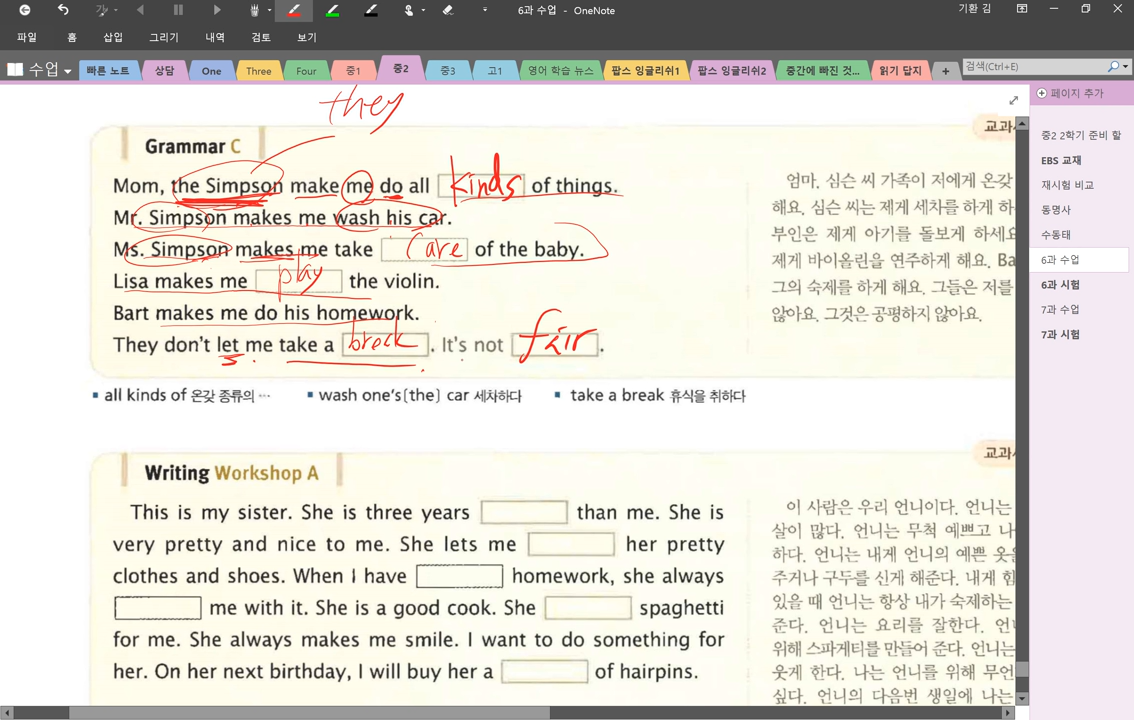 6과 수업 - OneNote
기환 김
파일 홈 삽입 그리기 내역 검토 보기
수업 빠른 노트 상담 One Three Four 중1 중2 중3 고1 영어 학습 뉴스 팝스 잉글리쉬1 팝스 잉글리쉬2 중간에 빠진 것... 읽기 답지 + 검색(Ctrl+E)
페이지 추가
중2 2학기 준비 할
EBS 교재
재시험 비교
동명사
수동태
6과 수업
6과 시험
7과 수업
7과 시험
they
Grammar C
교과
Mom, the Simpson make me do all kinds of things.
Mr. Simpson makes me wash his car.
Ms. Simpson makes me take care of the baby.
Lisa makes me play the violin.
Bart makes me do his homework.
They don't let me take a break. It's not fair.
엄마. 심슨 씨 가족이 저에게 온갖
해요. 심슨 씨는 제게 세차를 하게 하
부인은 제게 아기를 돌보게 하세요
제게 바이올린을 연주하게 해요. Ba
그의 숙제를 하게 해요. 그들은 저를
않아요. 그것은 공평하지 않아요.
▪ all kinds of 온갖 종류의 … ▪ wash one's(the) car 세차하다 ▪ take a break 휴식을 취하다
Writing Workshop A
교과
This is my sister. She is three years than me. She is
very pretty and nice to me. She lets me her pretty
clothes and shoes. When I have homework, she always
me with it. She is a good cook. She spaghetti
for me. She always makes me smile. I want to do something for
her. On her next birthday, I will buy her a of hairpins.
이 사람은 우리 언니이다. 언니는
살이 많다. 언니는 무척 예쁘고 나
하다. 언니는 내게 언니의 예쁜 옷을
주거나 구두를 신게 해준다. 내게 힘
있을 때 언니는 항상 내가 숙제하는
준다. 언니는 요리를 잘한다. 언
위해 스파게티를 만들어 준다. 언니는
웃게 한다. 나는 언니를 위해 무언
싶다. 언니의 다음번 생일에 나는